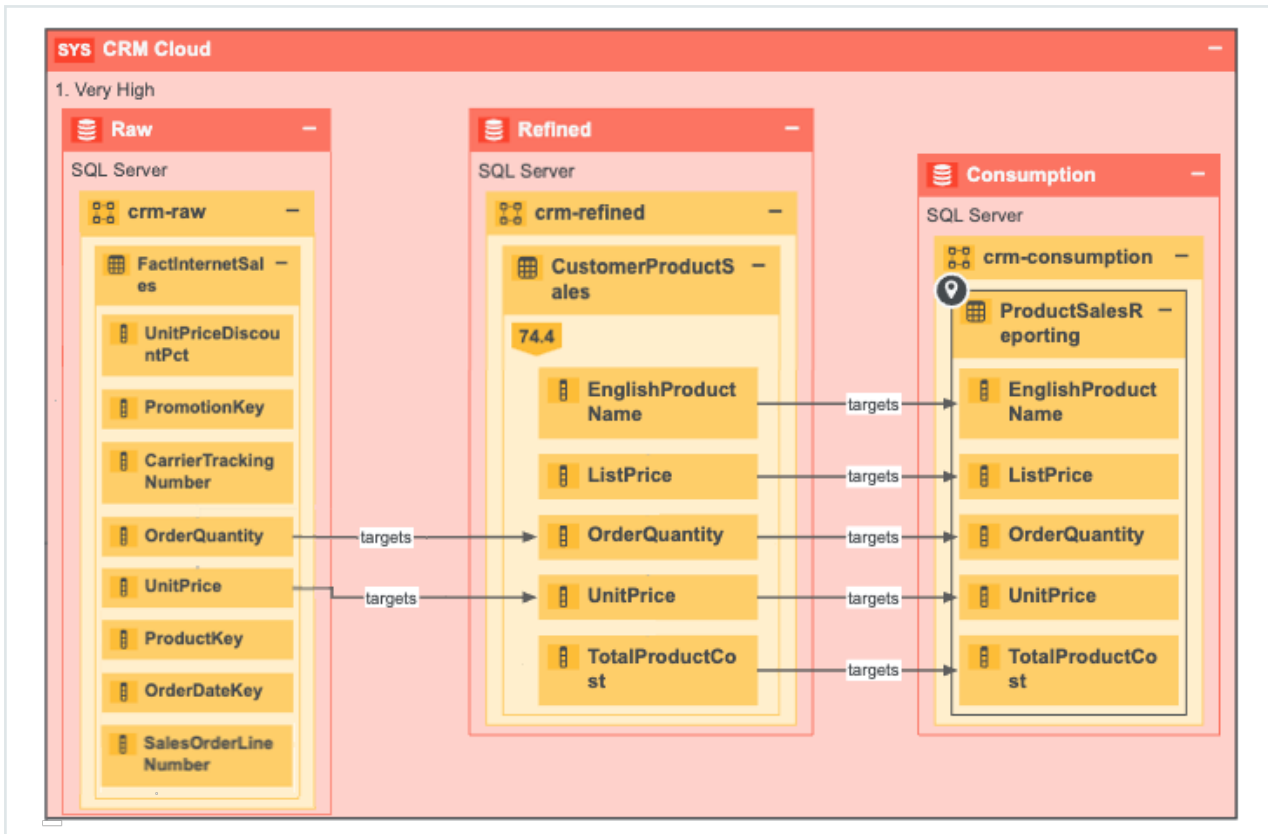 SYS CRM Cloud
1. Very High
Raw
SQL Server
crm-raw
FactInternetSal
es
UnitPriceDiscou
ntPct
PromotionKey
CarrierTracking
Number
OrderQuantity
UnitPrice
ProductKey
OrderDateKey
SalesOrderLine
Number
targets
targets
Refined
SQL Server
crm-refined
CustomerProductS
ales
74.4
EnglishProduct
Name
ListPrice
OrderQuantity
UnitPrice
TotalProductCo
st
targets
targets
targets
targets
targets
Consumption
SQL Server
crm-consumption
ProductSalesR
eporting
EnglishProduct
Name
ListPrice
OrderQuantity
UnitPrice
TotalProductCo
st